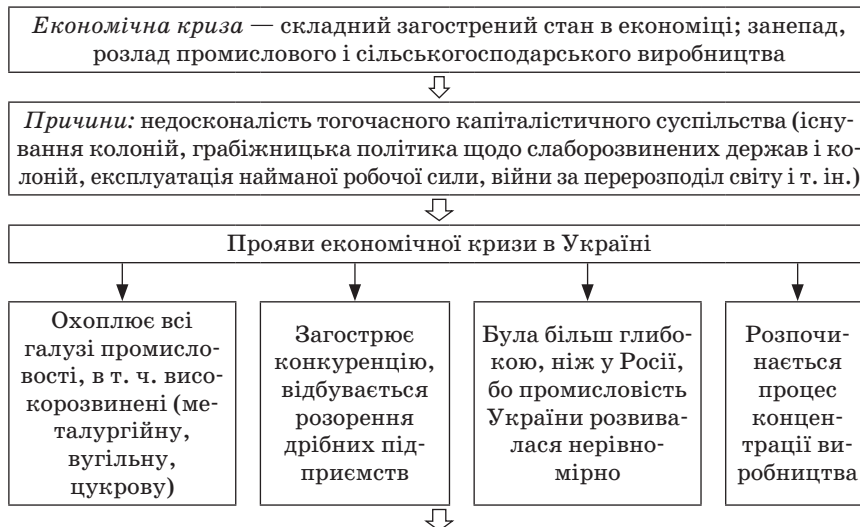 Економічна криза — складний загострений стан в економіці; занепад,
розлад промислового і сільськогосподарського виробництва
Причини: недосконалість тогочасного капіталістичного суспільства (існу-
вання колоній, грабіжницька політика щодо слаборозвинених держав і ко-
лоній, експлуатація найманої робочої сили, війни за перерозподіл світу і т. ін.)
Прояви економічної кризи в Україні
Охоплює всі
галузі промисло-
вості, в т. ч. висо-
корозвинені (ме-
талургійну,
вугільну,
цукрову)
Загострює
конкуренцію,
відбувається
розорення
дрібних під-
приємств
Була більш глибо-
кою, ніж у Росії,
бо промисловість
України розвива-
лася нерівно-
мірно
Розпочи-
нається
процес
концен-
трації ви-
робництва